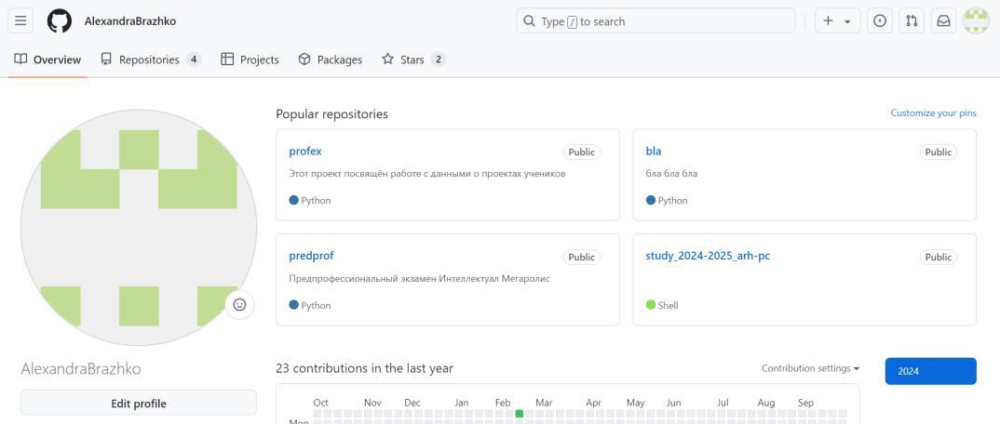 AlexandraBrazhko
Type / to search
Overview Repositories 4 Projects Packages Stars 2
Popular repositories
Customize your pins
profex Public
Этот проект посвящён работе с данными о проектах учеников
Python
bla Public
бла бла бла
Python
predprof Public
Предпрофессиональный экзамен Интеллектуал Мегаролис
Python
study_2024-2025_arh-pc Public
Shell
AlexandraBrazhko
Edit profile
23 contributions in the last year
Contribution settings
2024
Oct Nov Dec Jan Feb Mar Apr May Jun Jul Aug Sep
Mon